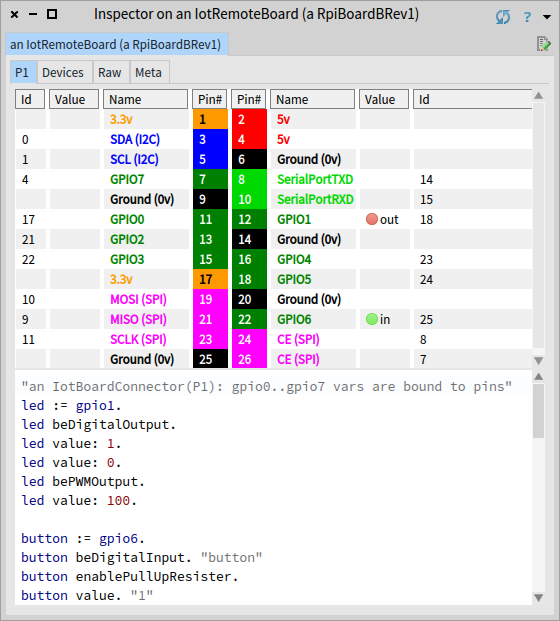 Inspector on an IotRemoteBoard (a RpiBoardBRev1)
?
an IotRemoteBoard (a RpiBoardBRev1)
P1 Devices Raw Meta
Id Value Name Pin# Pin# Name Value Id
3.3v 1 2 5v
0 SDA (I2C) 3 4 5v
1 SCL (I2C) 5 6 Ground (0v)
4 GPIO7 7 8 SerialPortTXD 14
Ground (0v) 9 10 SerialPortRXD 15
17 GPIO0 11 12 GPIO1 out 18
21 GPIO2 13 14 Ground (0v)
22 GPIO3 15 16 GPIO4 23
3.3v 17 18 GPIO5 24
10 MOSI (SPI) 19 20 Ground (0v)
9 MISO (SPI) 21 22 GPIO6 in 25
11 SCLK (SPI) 23 24 CE (SPI) 8
Ground (0v) 25 26 CE (SPI) 7
"an IotBoardConnector(P1): gpio0..gpio7 vars are bound to pins"
led := gpio1.
led beDigitalOutput.
led value: 1.
led value: 0.
led bePWMOutput.
led value: 100.
button := gpio6.
button beDigitalInput. "button"
button enablePullUpResister.
button value. "1"